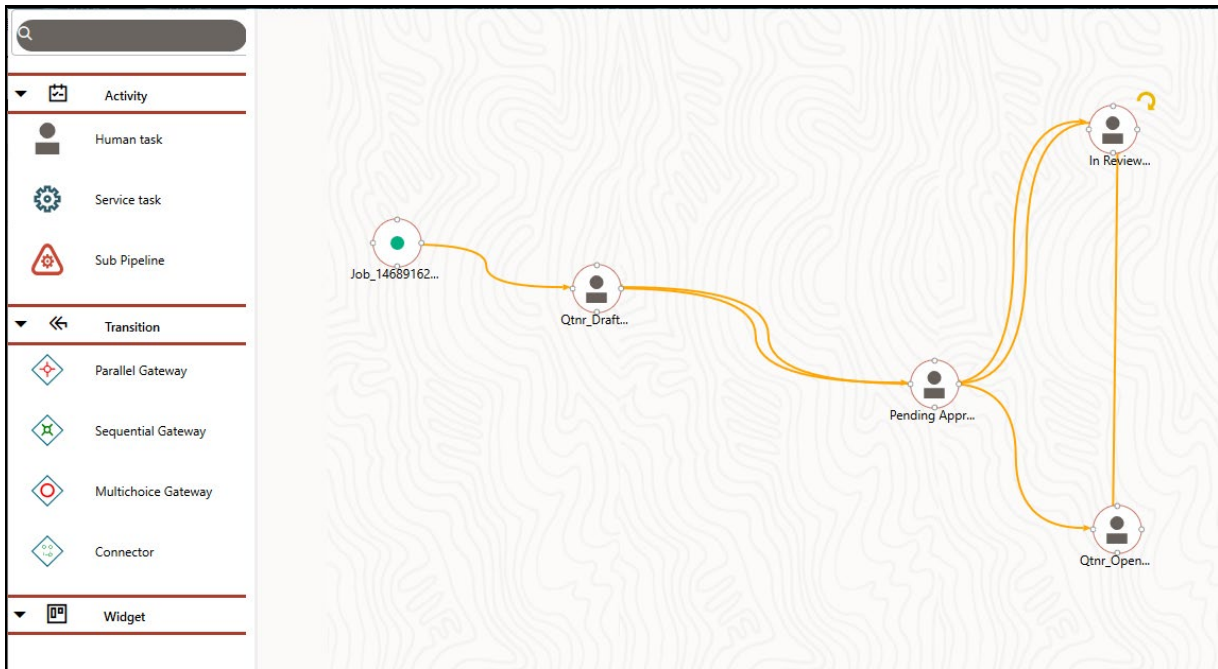 Activity
Human task
Service task
Sub Pipeline
Transition
Parallel Gateway
Sequential Gateway
Multichoice Gateway
Connector
Widget
Job_14689162...
Qtnr_Draft...
Pending Appr...
In Review...
Qtnr_Open...